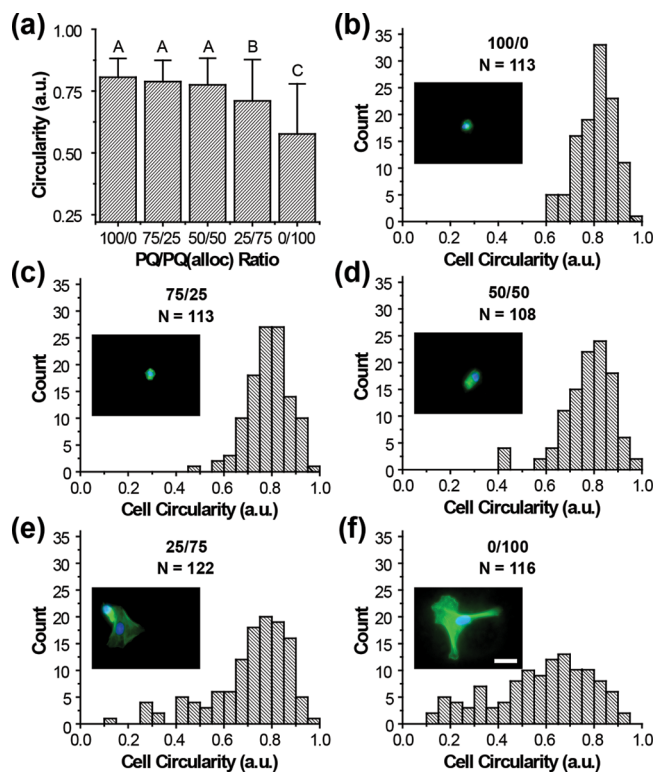 (a)
1.00
0.75
0.50
0.25
Circularity (a.u.)
A A A B C
100/0 75/25 50/50 25/75 0/100
PQ/PQ(alloc) Ratio
(b)
100/0
N = 113
35
30
25
20
15
10
5
0
Count
0.0 0.2 0.4 0.6 0.8 1.0
Cell Circularity (a.u.)
(c)
75/25
N = 113
35
30
25
20
15
10
5
0
Count
0.0 0.2 0.4 0.6 0.8 1.0
Cell Circularity (a.u.)
(d)
50/50
N = 108
35
30
25
20
15
10
5
0
Count
0.0 0.2 0.4 0.6 0.8 1.0
Cell Circularity (a.u.)
(e)
25/75
N = 122
35
30
25
20
15
10
5
0
Count
0.0 0.2 0.4 0.6 0.8 1.0
Cell Circularity (a.u.)
(f)
0/100
N = 116
35
30
25
20
15
10
5
0
Count
0.0 0.2 0.4 0.6 0.8 1.0
Cell Circularity (a.u.)